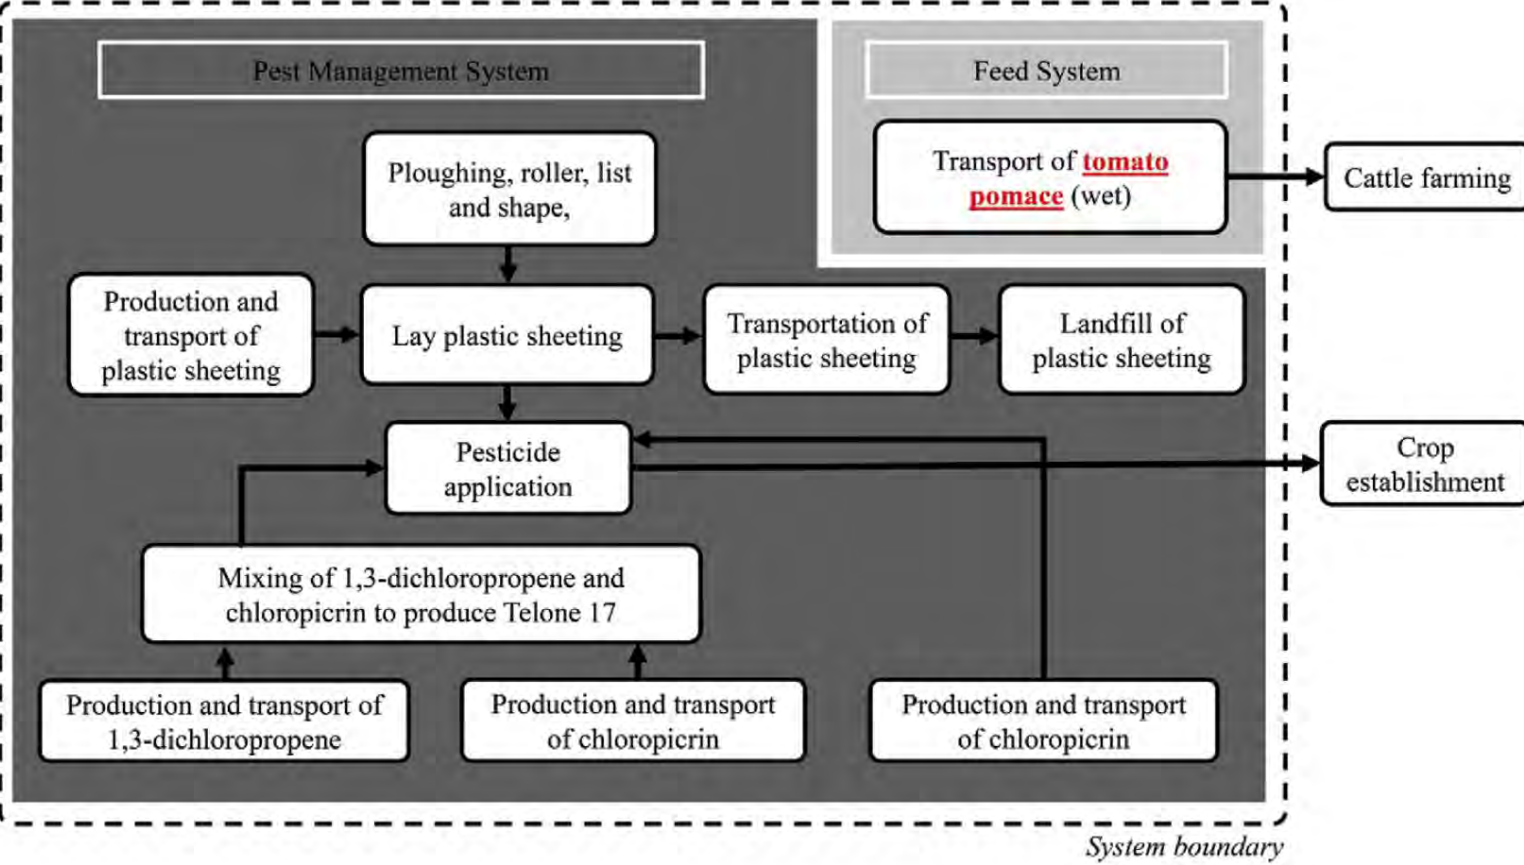 Pest Management System
Feed System
Ploughing, roller, list
and shape,
Transport of tomato
pomace (wet)
Cattle farming
Production and
transport of
plastic sheeting
Lay plastic sheeting
Transportation of
plastic sheeting
Landfill of
plastic sheeting
Pesticide
application
Crop
establishment
Mixing of 1,3-dichloropropene and
chloropicrin to produce Telone 17
Production and transport of
1,3-dichloropropene
Production and transport
of chloropicrin
Production and transport
of chloropicrin
System boundary